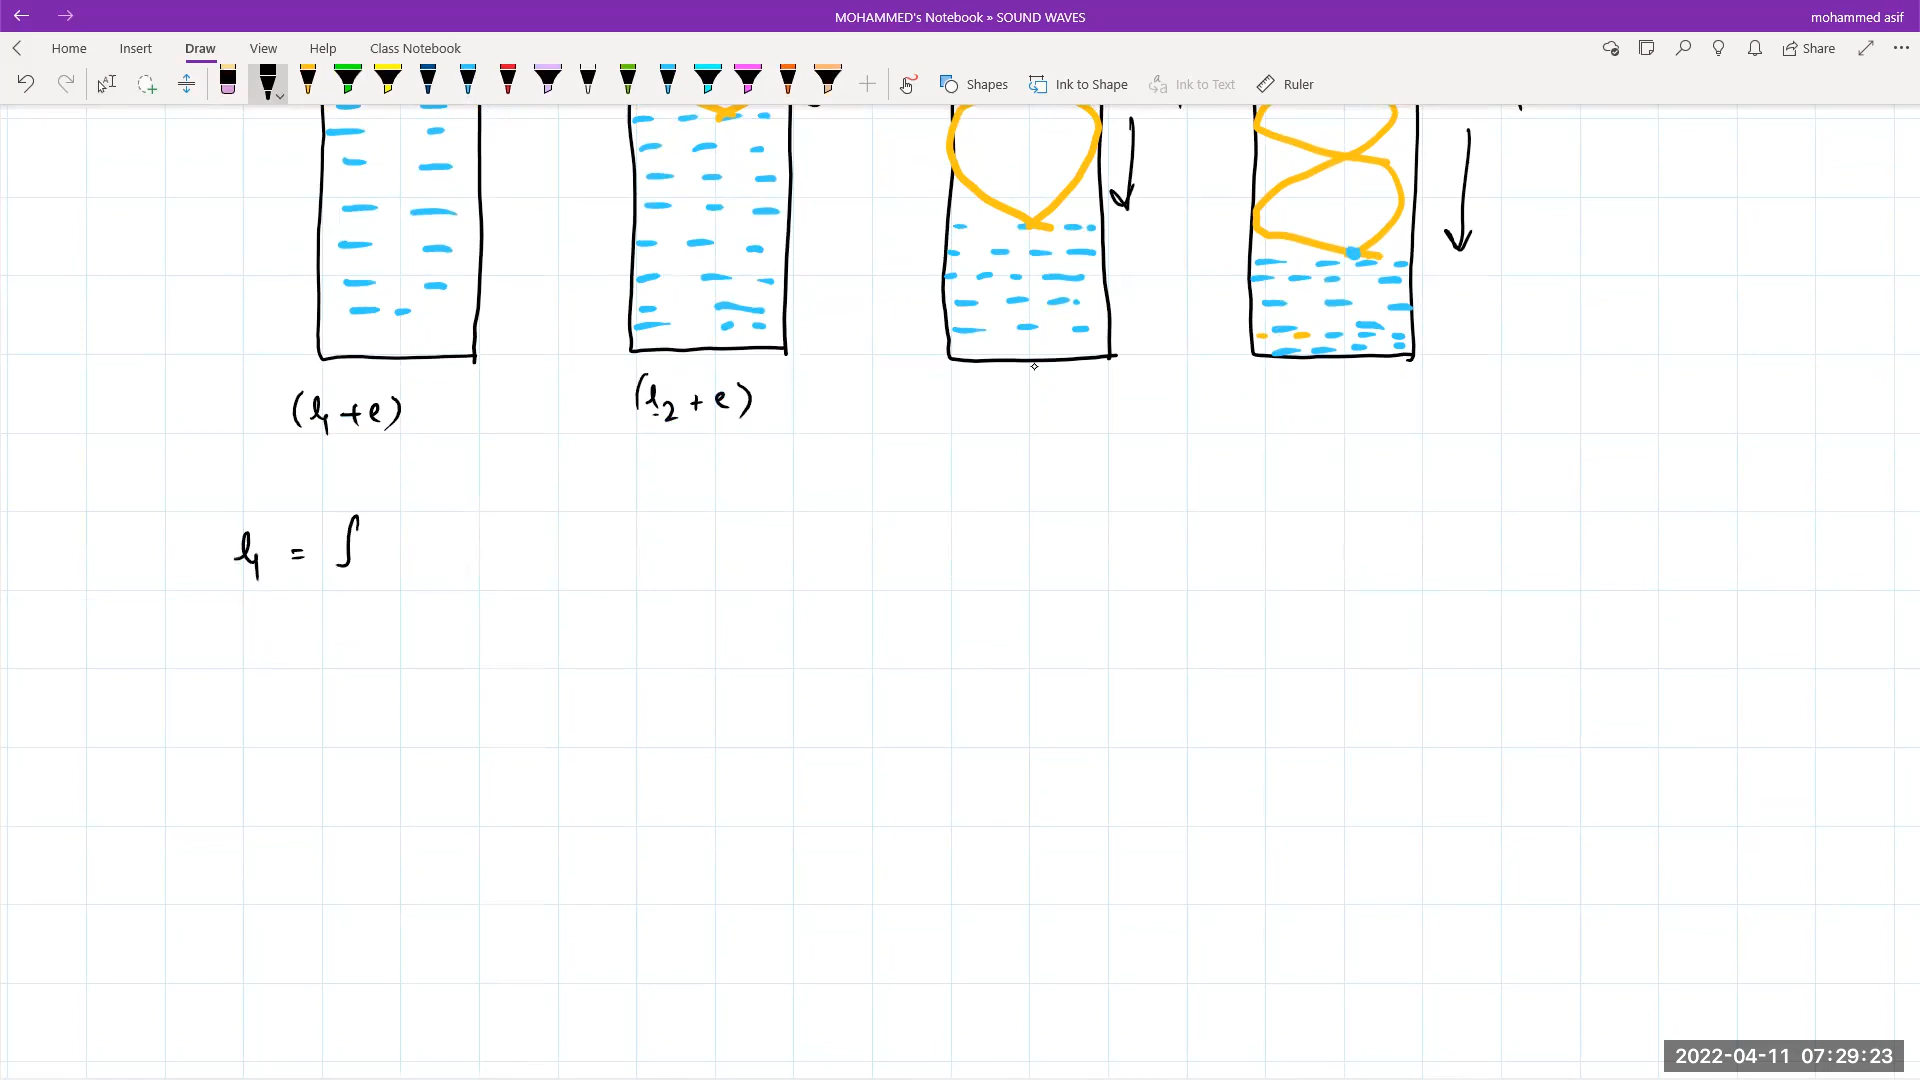 MOHAMMED's Notebook » SOUND WAVES
mohammed asif
Home Insert Draw View Help Class Notebook
Share
Shapes Ink to Shape Ink to Text Ruler
(l₁ + e)
(l₂ + e)
l₁ = ∫
2022-04-11 07:29:23